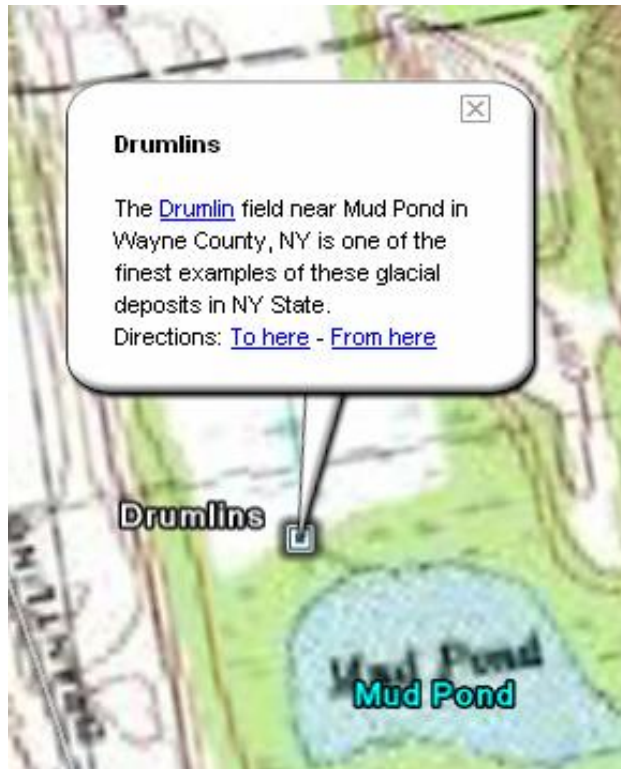 Drumlins
The Drumlin field near Mud Pond in
Wayne County, NY is one of the
finest examples of these glacial
deposits in NY State.
Directions: To here - From here
Drumlins
Mud Pond
Mud Pond